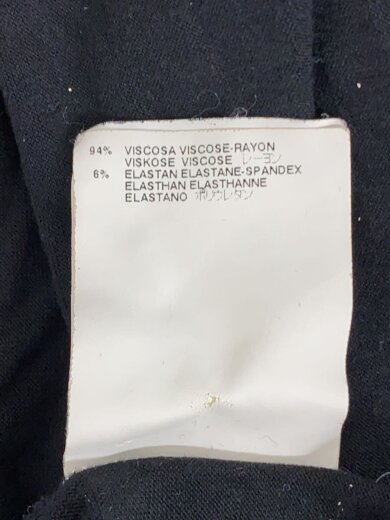 94% VISCOSA VISCOSE-RAYON
VISKOSE VISCOSE レーヨン
6% ELASTAN ELASTANE-SPANDEX
ELASTHAN ELASTHANNE
ELASTANO ポリウレタン